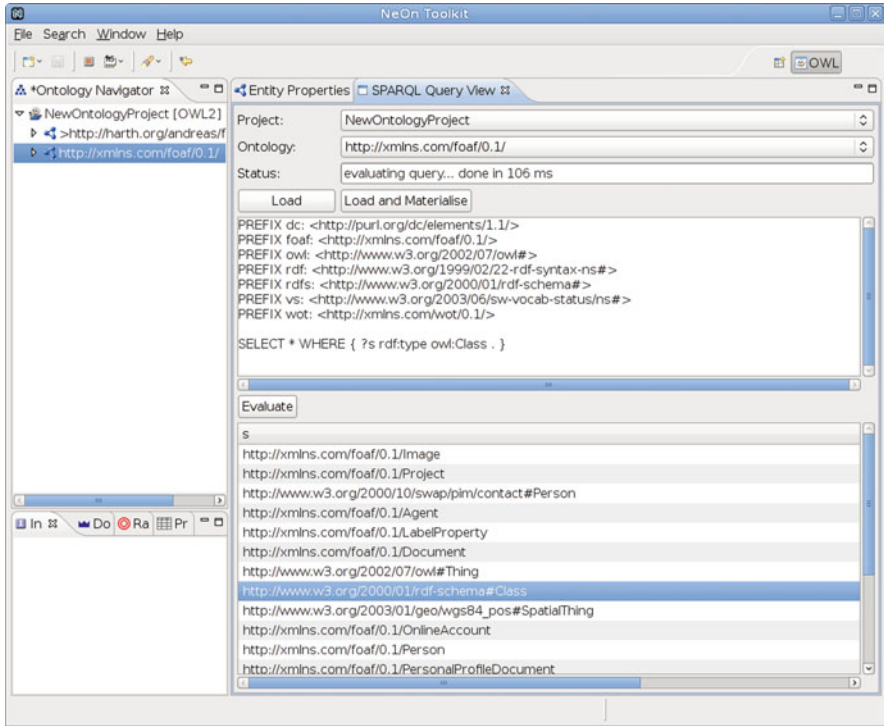 NeOn Toolkit
File Search Window Help
OWL
*Ontology Navigator
NewOntologyProject [OWL2]
>http://harth.org/andreas/f
http://xmlns.com/foaf/0.1/
In Do Ra Pr
Entity Properties SPARQL Query View
Project: NewOntologyProject
Ontology: http://xmlns.com/foaf/0.1/
Status: evaluating query... done in 106 ms
Load Load and Materialise
PREFIX dc: <http://purl.org/dc/elements/1.1/>
PREFIX foaf: <http://xmlns.com/foaf/0.1/>
PREFIX owl: <http://www.w3.org/2002/07/owl#>
PREFIX rdf: <http://www.w3.org/1999/02/22-rdf-syntax-ns#>
PREFIX rdfs: <http://www.w3.org/2000/01/rdf-schema#>
PREFIX vs: <http://www.w3.org/2003/06/sw-vocab-status/ns#>
PREFIX wot: <http://xmlns.com/wot/0.1/>
SELECT * WHERE { ?s rdf:type owl:Class . }
Evaluate
s
http://xmlns.com/foaf/0.1/Image
http://xmlns.com/foaf/0.1/Project
http://www.w3.org/2000/10/swap/pim/contact#Person
http://xmlns.com/foaf/0.1/Agent
http://xmlns.com/foaf/0.1/LabelProperty
http://xmlns.com/foaf/0.1/Document
http://www.w3.org/2002/07/owl#Thing
http://www.w3.org/2000/01/rdf-schema#Class
http://www.w3.org/2003/01/geo/wgs84_pos#SpatialThing
http://xmlns.com/foaf/0.1/OnlineAccount
http://xmlns.com/foaf/0.1/Person
http://xmlns.com/foaf/0.1/PersonalProfileDocument